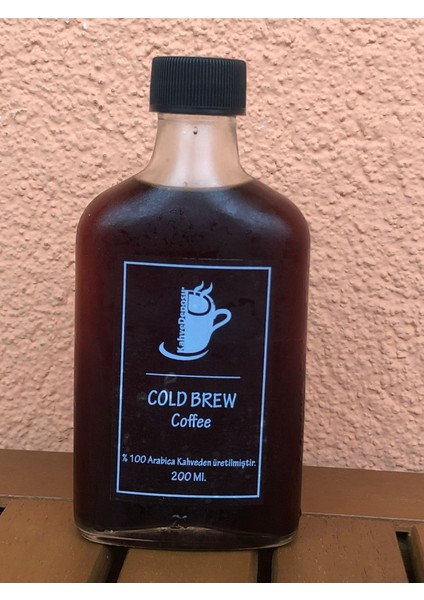 KahveDeposu
COLD BREW
Coffee
% 100 Arabica Kahveden üretilmiştir.
200 Ml.